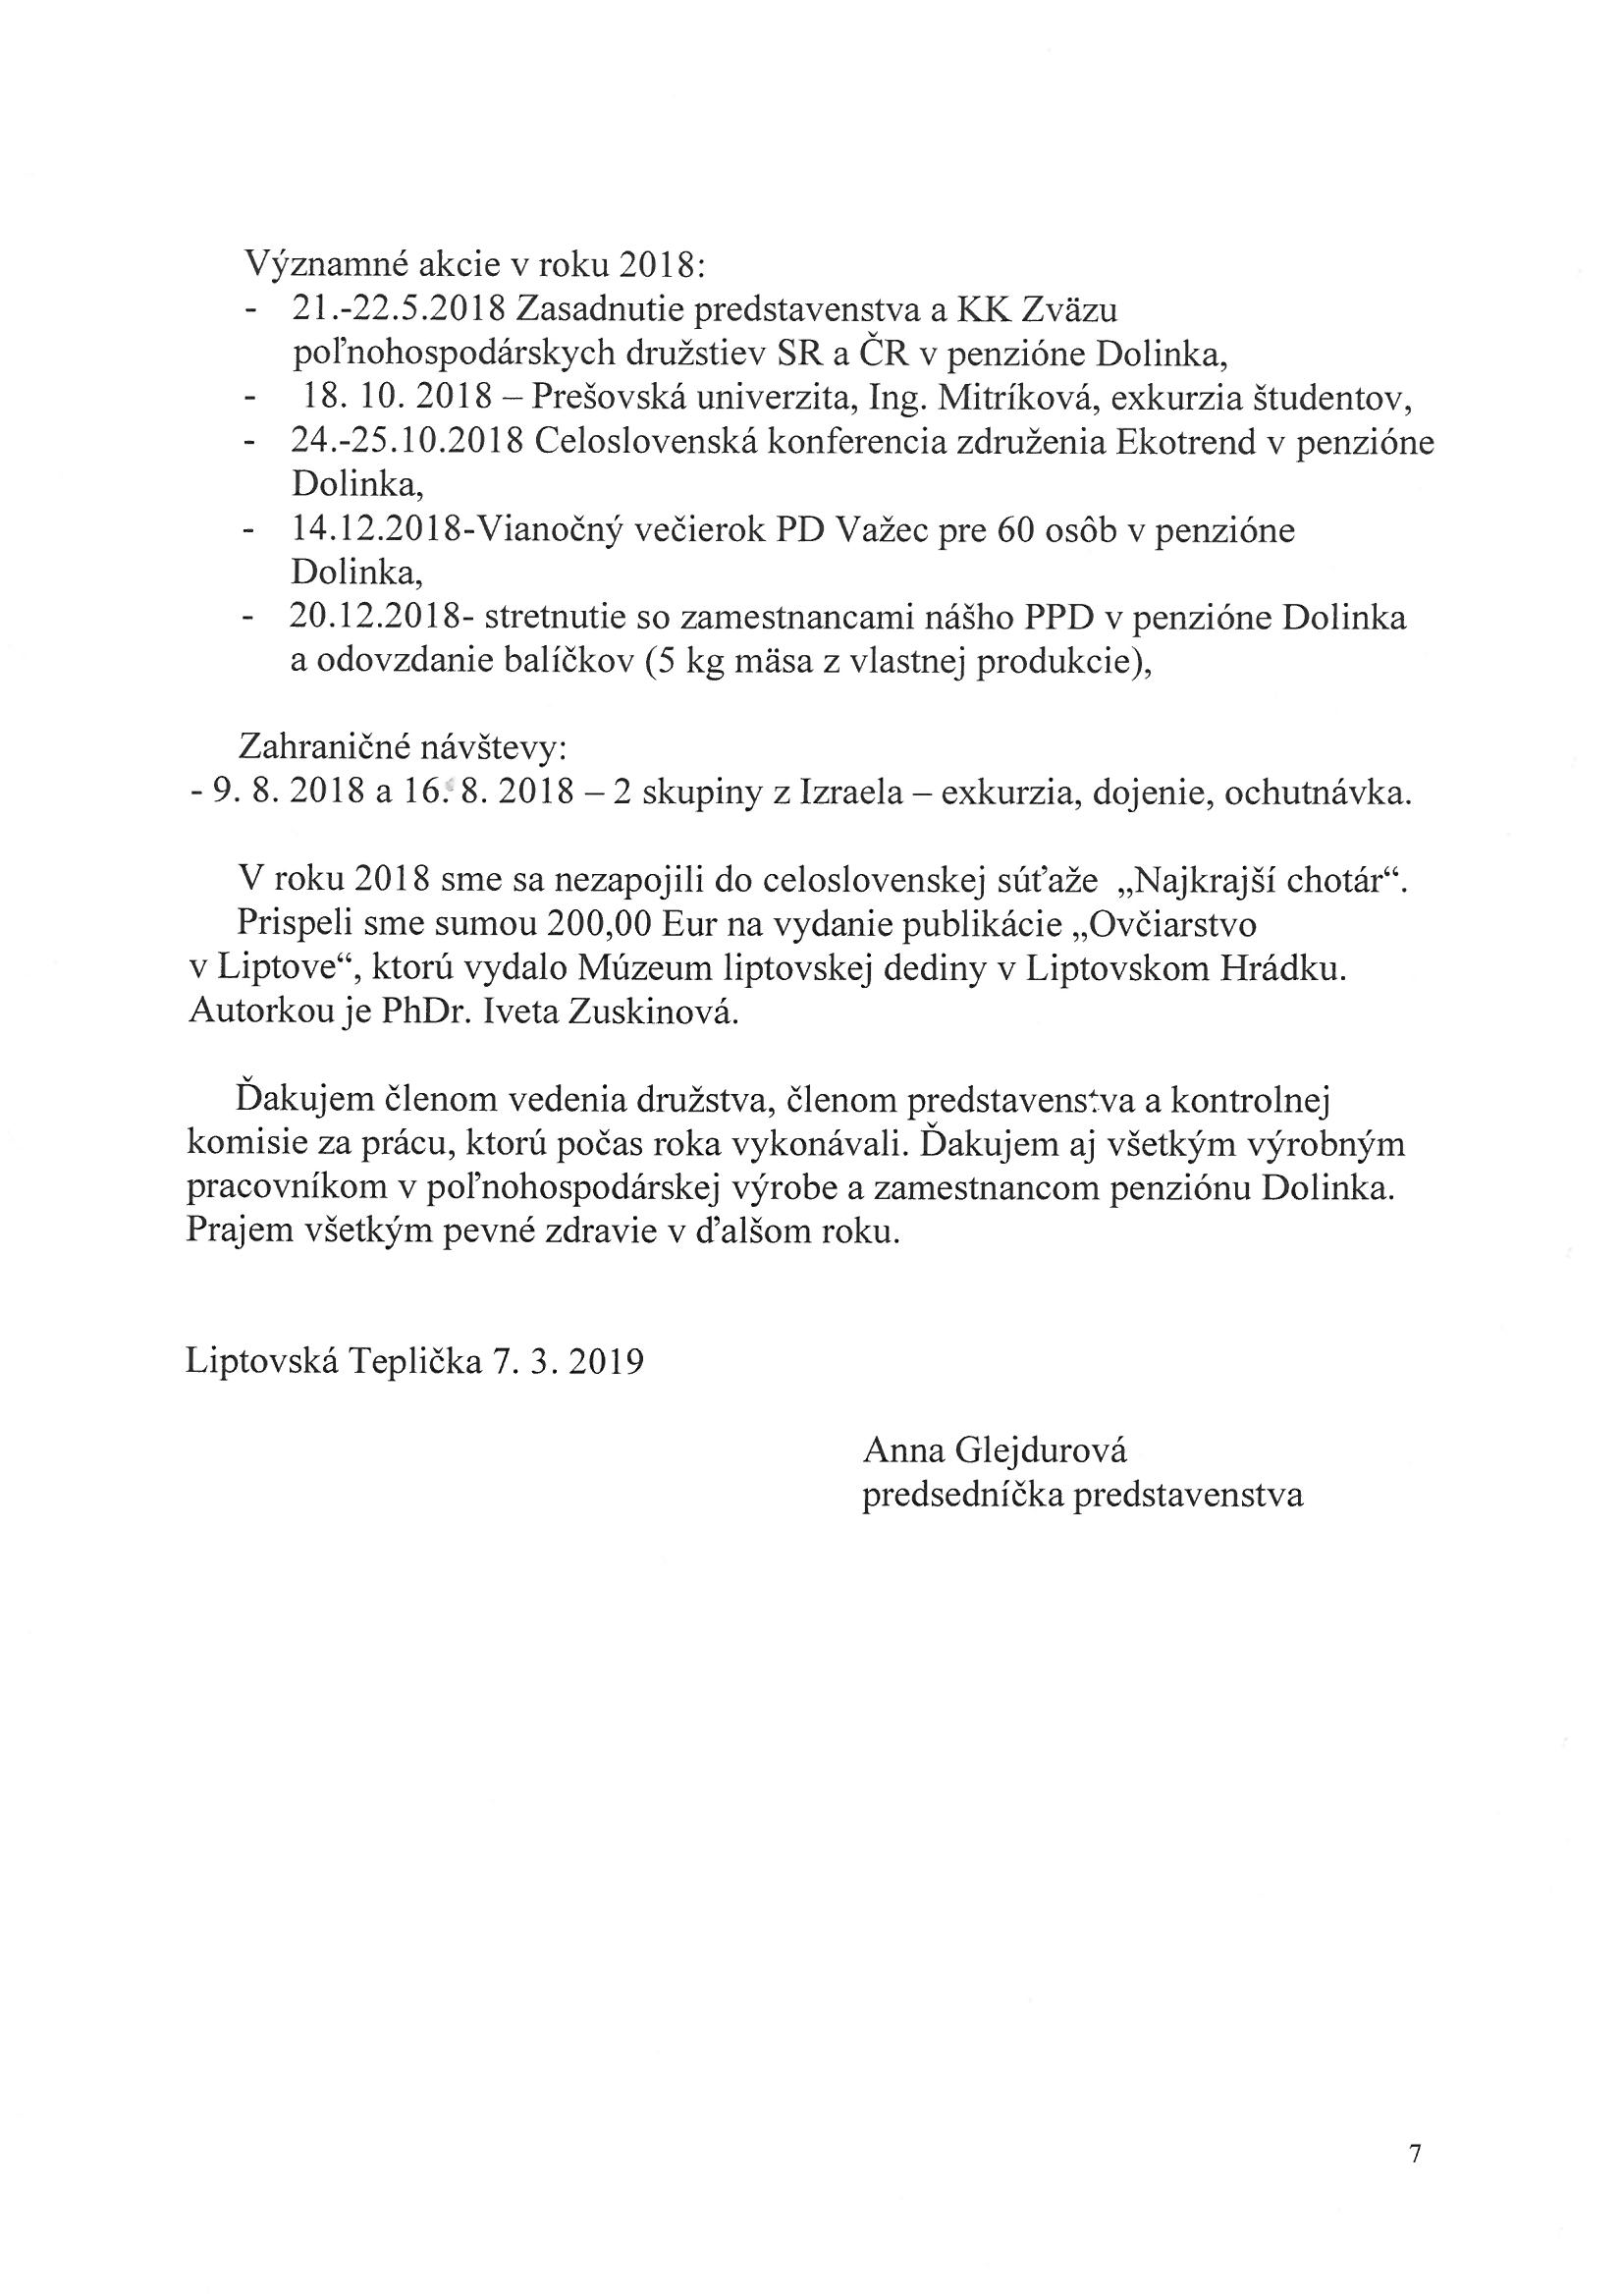 Významné akcie v roku 2018:
- 21.-22.5.2018 Zasadnutie predstavenstva a KK Zväzu
poľnohospodárskych družstiev SR a ČR v penzióne Dolinka,
- 18. 10. 2018 – Prešovská univerzita, Ing. Mitríková, exkurzia študentov,
- 24.-25.10.2018 Celoslovenská konferencia združenia Ekotrend v penzióne
Dolinka,
- 14.12.2018-Vianočný večierok PD Važec pre 60 osôb v penzióne
Dolinka,
- 20.12.2018- stretnutie so zamestnancami nášho PPD v penzióne Dolinka
a odovzdanie balíčkov (5 kg mäsa z vlastnej produkcie),
Zahraničné návštevy:
- 9. 8. 2018 a 16. 8. 2018 – 2 skupiny z Izraela – exkurzia, dojenie, ochutnávka.
V roku 2018 sme sa nezapojili do celoslovenskej súťaže „Najkrajší chotár“.
Prispeli sme sumou 200,00 Eur na vydanie publikácie „Ovčiarstvo
v Liptove“, ktorú vydalo Múzeum liptovskej dediny v Liptovskom Hrádku.
Autorkou je PhDr. Iveta Zuskinová.
Ďakujem členom vedenia družstva, členom predstavenstva a kontrolnej
komisie za prácu, ktorú počas roka vykonávali. Ďakujem aj všetkým výrobným
pracovníkom v poľnohospodárskej výrobe a zamestnancom penziónu Dolinka.
Prajem všetkým pevné zdravie v ďalšom roku.
Liptovská Teplička 7. 3. 2019
Anna Glejdurová
predsedníčka predstavenstva
7